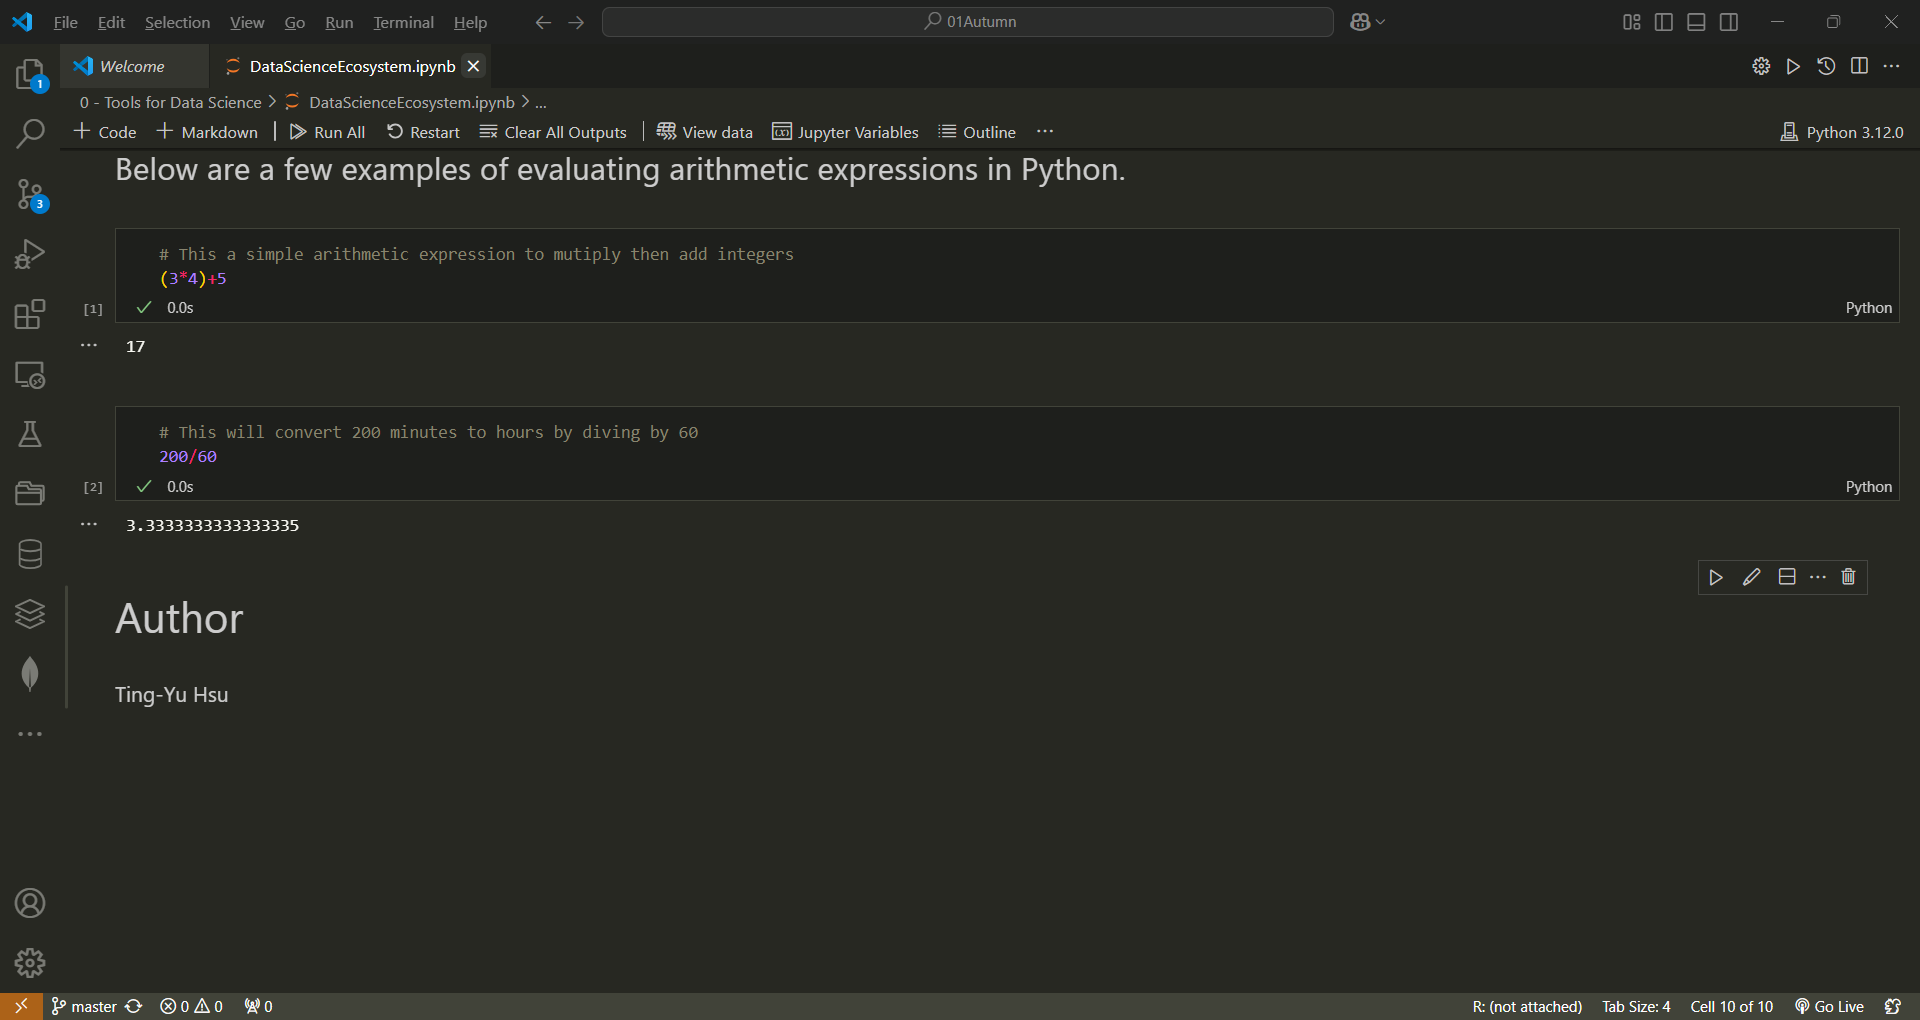 File Edit Selection View Go Run Terminal Help 01Autumn
1
Welcome DataScienceEcosystem.ipynb
0 - Tools for Data Science > DataScienceEcosystem.ipynb > ...
+ Code + Markdown | Run All Restart Clear All Outputs | View data Jupyter Variables Outline ... Python 3.12.0
Below are a few examples of evaluating arithmetic expressions in Python.
3
# This a simple arithmetic expression to mutiply then add integers
(3*4)+5
[1] 0.0s Python
... 17
# This will convert 200 minutes to hours by diving by 60
200/60
[2] 0.0s Python
... 3.3333333333333335
Author
Ting-Yu Hsu
master 0 0 0 R: (not attached) Tab Size: 4 Cell 10 of 10 Go Live